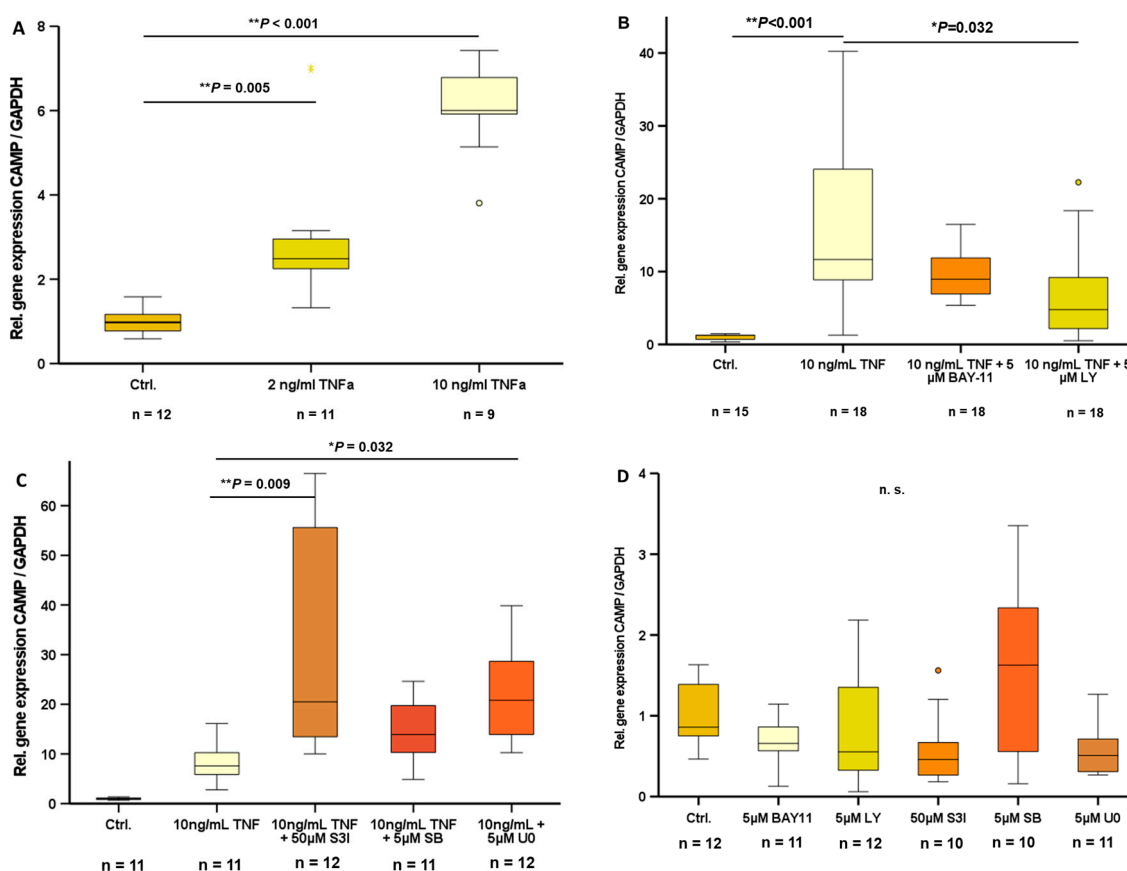 A
**P < 0.001
**P = 0.005
Rel. gene expression CAMP / GAPDH
8
6
4
2
0
Ctrl.
2 ng/ml TNFa
10 ng/ml TNFa
n = 12
n = 11
n = 9
B
**P<0.001
*P=0.032
Rel. gene expression CAMP / GAPDH
40
30
20
10
0
Ctrl.
10 ng/mL TNF
10 ng/mL TNF + 5
µM BAY-11
10 ng/mL TNF + 5
µM LY
n = 15
n = 18
n = 18
n = 18
C
*P = 0.032
**P = 0.009
Rel. gene expression CAMP / GAPDH
60
50
40
30
20
10
0
Ctrl.
10ng/mL TNF
10ng/mL TNF
+ 50µM S3I
10ng/mL TNF
+ 5µM SB
10ng/mL +
5µM U0
n = 11
n = 11
n = 12
n = 11
n = 12
D
n. s.
Rel. gene expression CAMP / GAPDH
4
3
2
1
0
Ctrl.
5µM BAY11
5µM LY
50µM S3I
5µM SB
5µM U0
n = 12
n = 11
n = 12
n = 10
n = 10
n = 11